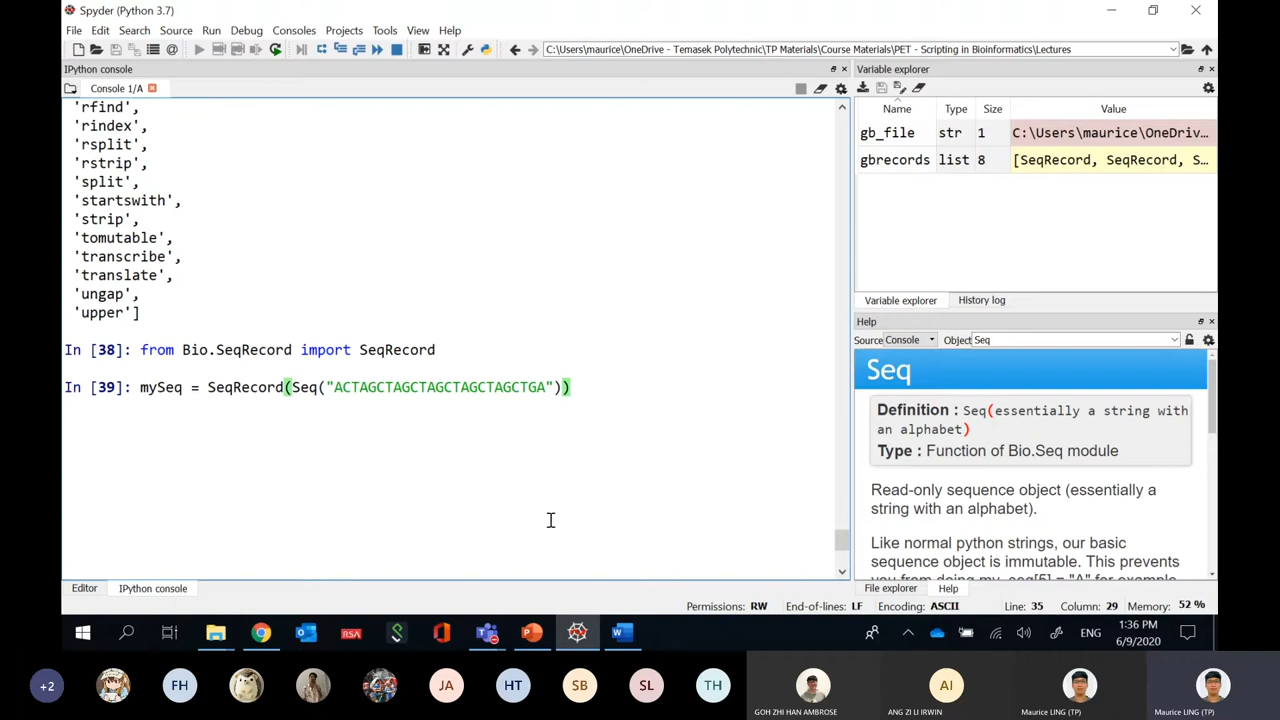 Spyder (Python 3.7)
File Edit Search Source Run Debug Consoles Projects Tools View Help
C:\Users\maurice\OneDrive - Temasek Polytechnic\TP Materials\Course Materials\PET - Scripting in Bioinformatics\Lectures
IPython console
Console 1/A
'rfind',
'rindex',
'rsplit',
'rstrip',
'split',
'startswith',
'strip',
'tomutable',
'transcribe',
'translate',
'ungap',
'upper']
In [38]: from Bio.SeqRecord import SeqRecord
In [39]: mySeq = SeqRecord(Seq("ACTAGCTAGCTAGCTAGCTAGCTGA"))
Editor IPython console
Variable explorer
Name Type Size Value
gb_file str 1 C:\Users\maurice\OneDriv…
gbrecords list 8 [SeqRecord, SeqRecord, S…
Variable explorer History log
Help
Source Console Object Seq
Seq
Definition : Seq(essentially a string with
an alphabet)
Type : Function of Bio.Seq module
Read-only sequence object (essentially a
string with an alphabet).
Like normal python strings, our basic
sequence object is immutable. This prevents
you from doing my_seq[5] = "A" for example
File explorer Help
Permissions: RW End-of-lines: LF Encoding: ASCII Line: 35 Column: 29 Memory: 52 %
RSA S ENG 1:36 PM
6/9/2020
+2 FH JA HT SB SL TH AI
GOH ZHI HAN AMBROSE ANG ZI LI IRWIN Maurice LING (TP) Maurice LING (TP)